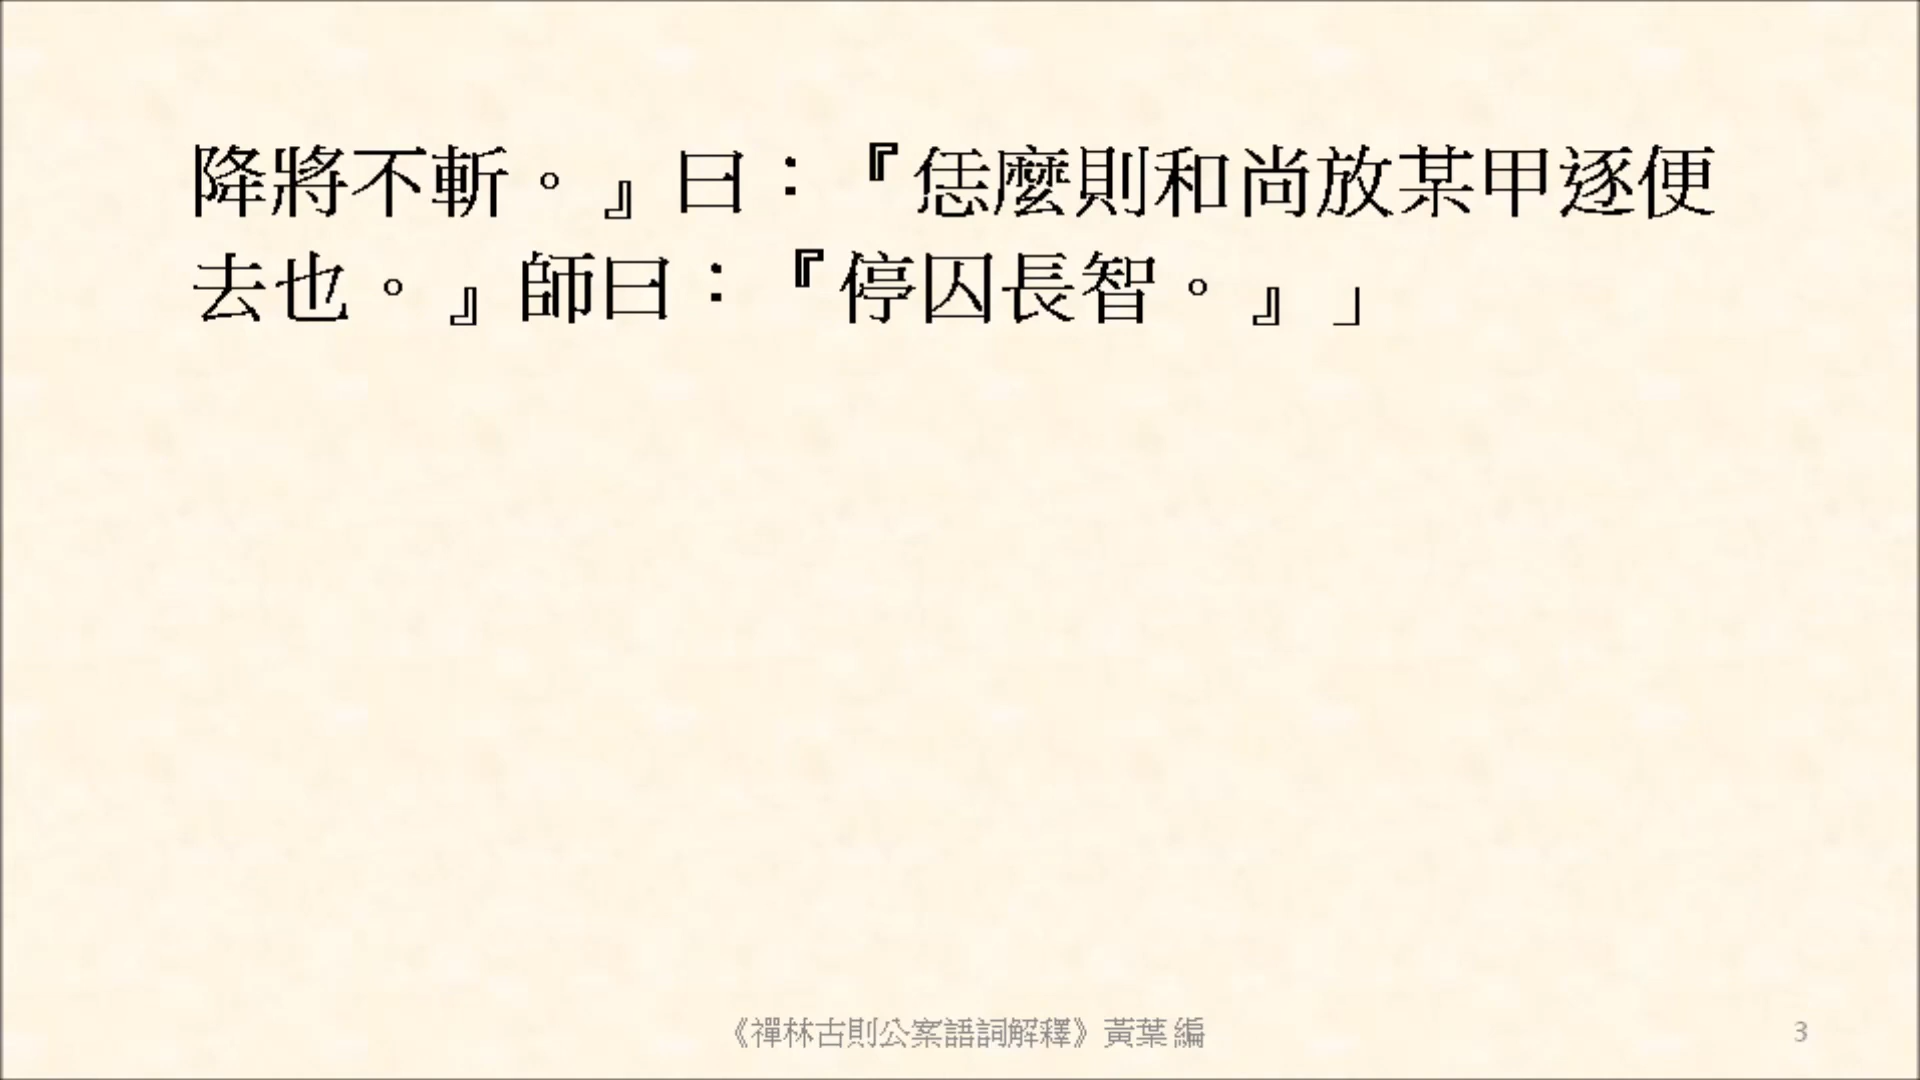 降將不斬。』曰：『恁麼則和尚放某甲逐便
去也。』師曰：『停囚長智。』」
《禪林古則公案語詞解釋》黃葉 編
3